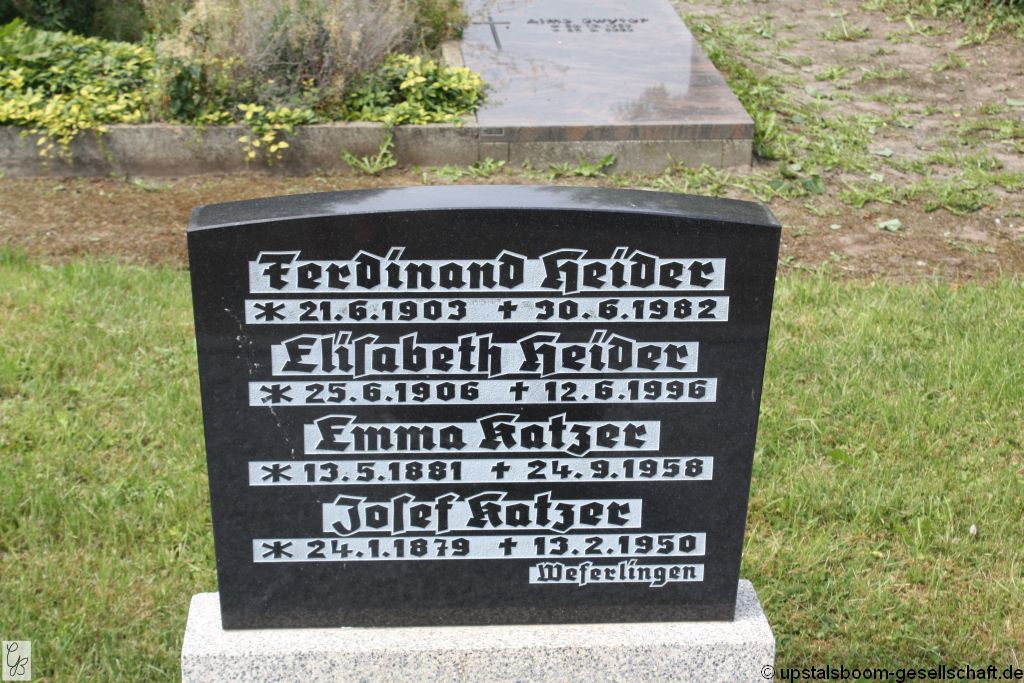 Ferdinand Heider
* 21.6.1903 † 30.6.1982
Eliſabeth Heider
* 25.6.1906 † 12.6.1996
Emma Katzer
* 13.5.1881 † 24.9.1958
Joſef Katzer
* 24.1.1879 † 13.2.1950
Weferlingen
© upstalsboom-gesellschaft.de